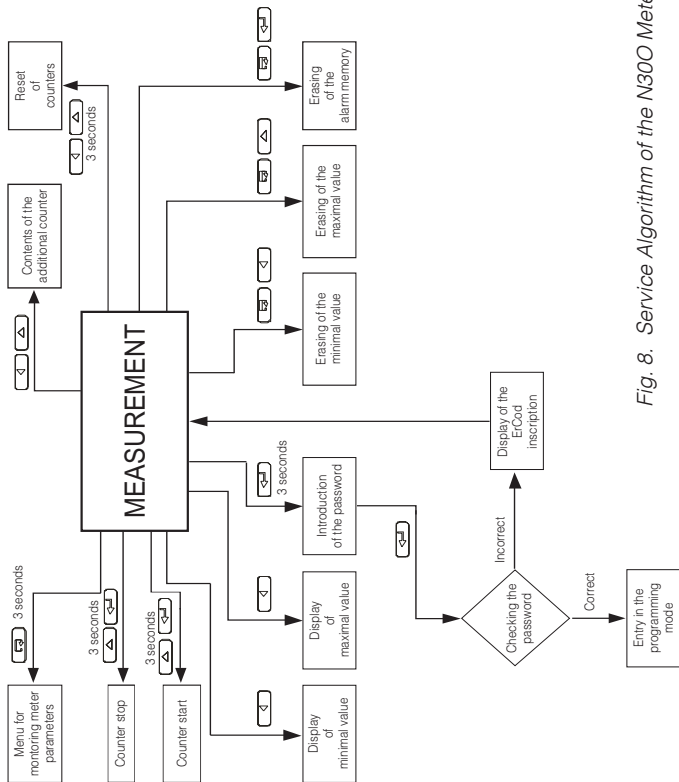 Reset
of
counters
3 seconds
Contents of the
additional counter
Menu for
montoring meter
parameters
3 seconds
Counter stop
3 seconds
Counter start
3 seconds
MEASUREMENT
Display
of
minimal value
Display
of
maximal value
Introduction
of the password
3 seconds
Erasing of the
minimal value
Erasing of the
maximal value
Erasing
of the
alarm memory
Checking the
password
Incorrect
Display of the
ErCod
inscription
Correct
Entry in the
programming
mode
Fig. 8. Service Algorithm of the N30O Mete